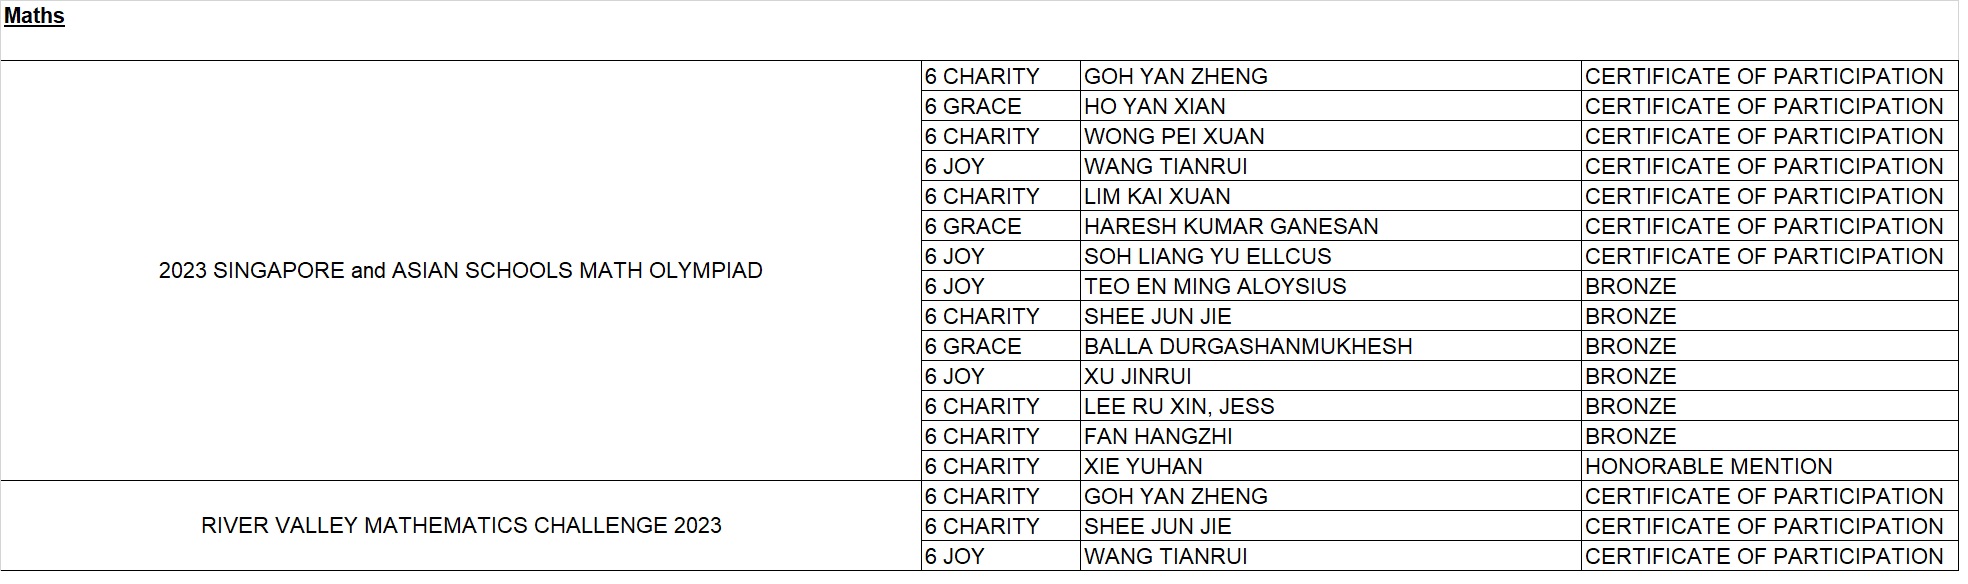 Maths
2023 SINGAPORE and ASIAN SCHOOLS MATH OLYMPIAD
6 CHARITY GOH YAN ZHENG CERTIFICATE OF PARTICIPATION
6 GRACE HO YAN XIAN CERTIFICATE OF PARTICIPATION
6 CHARITY WONG PEI XUAN CERTIFICATE OF PARTICIPATION
6 JOY WANG TIANRUI CERTIFICATE OF PARTICIPATION
6 CHARITY LIM KAI XUAN CERTIFICATE OF PARTICIPATION
6 GRACE HARESH KUMAR GANESAN CERTIFICATE OF PARTICIPATION
6 JOY SOH LIANG YU ELLCUS CERTIFICATE OF PARTICIPATION
6 JOY TEO EN MING ALOYSIUS BRONZE
6 CHARITY SHEE JUN JIE BRONZE
6 GRACE BALLA DURGASHANMUKHESH BRONZE
6 JOY XU JINRUI BRONZE
6 CHARITY LEE RU XIN, JESS BRONZE
6 CHARITY FAN HANGZHI BRONZE
6 CHARITY XIE YUHAN HONORABLE MENTION
RIVER VALLEY MATHEMATICS CHALLENGE 2023
6 CHARITY GOH YAN ZHENG CERTIFICATE OF PARTICIPATION
6 CHARITY SHEE JUN JIE CERTIFICATE OF PARTICIPATION
6 JOY WANG TIANRUI CERTIFICATE OF PARTICIPATION